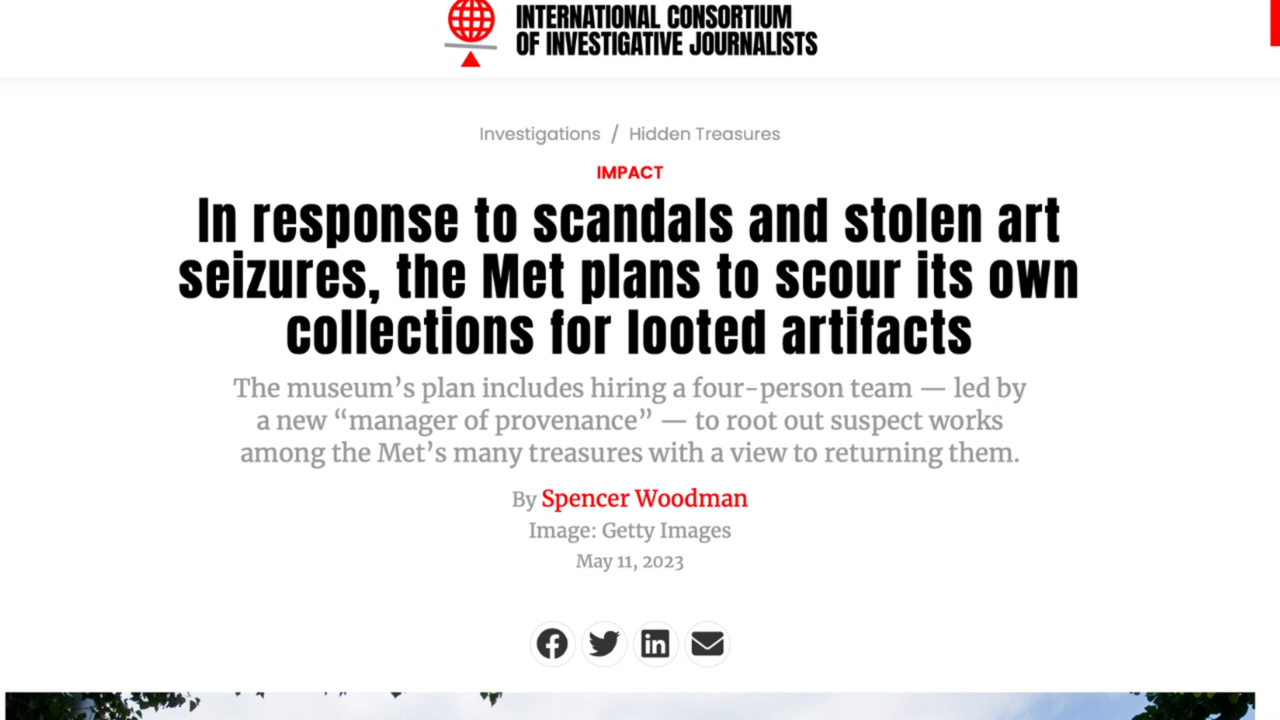 INTERNATIONAL CONSORTIUM
OF INVESTIGATIVE JOURNALISTS
Investigations / Hidden Treasures
IMPACT
In response to scandals and stolen art
seizures, the Met plans to scour its own
collections for looted artifacts
The museum’s plan includes hiring a four-person team — led by
a new “manager of provenance” — to root out suspect works
among the Met’s many treasures with a view to returning them.
By Spencer Woodman
Image: Getty Images
May 11, 2023